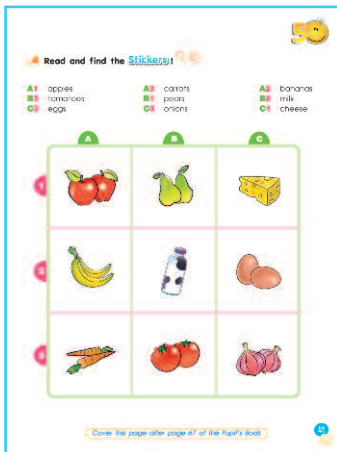 50
4 Read and find the Stickers!
A1 apples A3 carrots A2 bananas
B3 tomatoes B1 pears B2 milk
C2 eggs C3 onions C1 cheese
A B C
1
2
3
Cover this page after page 67 of the Pupil's Book